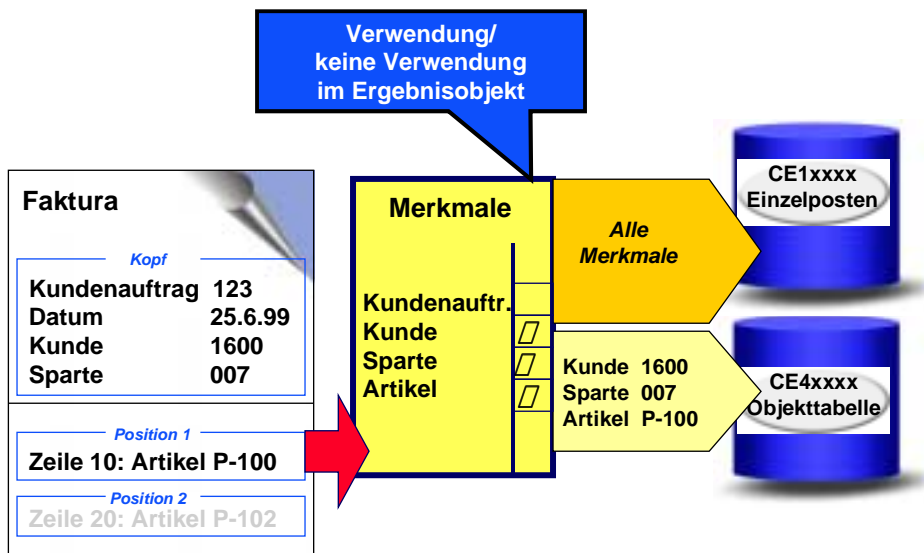 Verwendung/
keine Verwendung
im Ergebnisobjekt
Faktura
Kopf
Kundenauftrag 123
Datum 25.6.99
Kunde 1600
Sparte 007
Position 1
Zeile 10: Artikel P-100
Position 2
Zeile 20: Artikel P-102
Merkmale
Kundenauftr.
Kunde
Sparte
Artikel
Alle
Merkmale
Kunde 1600
Sparte 007
Artikel P-100
CE1xxxx
Einzelposten
CE4xxxx
Objekttabelle